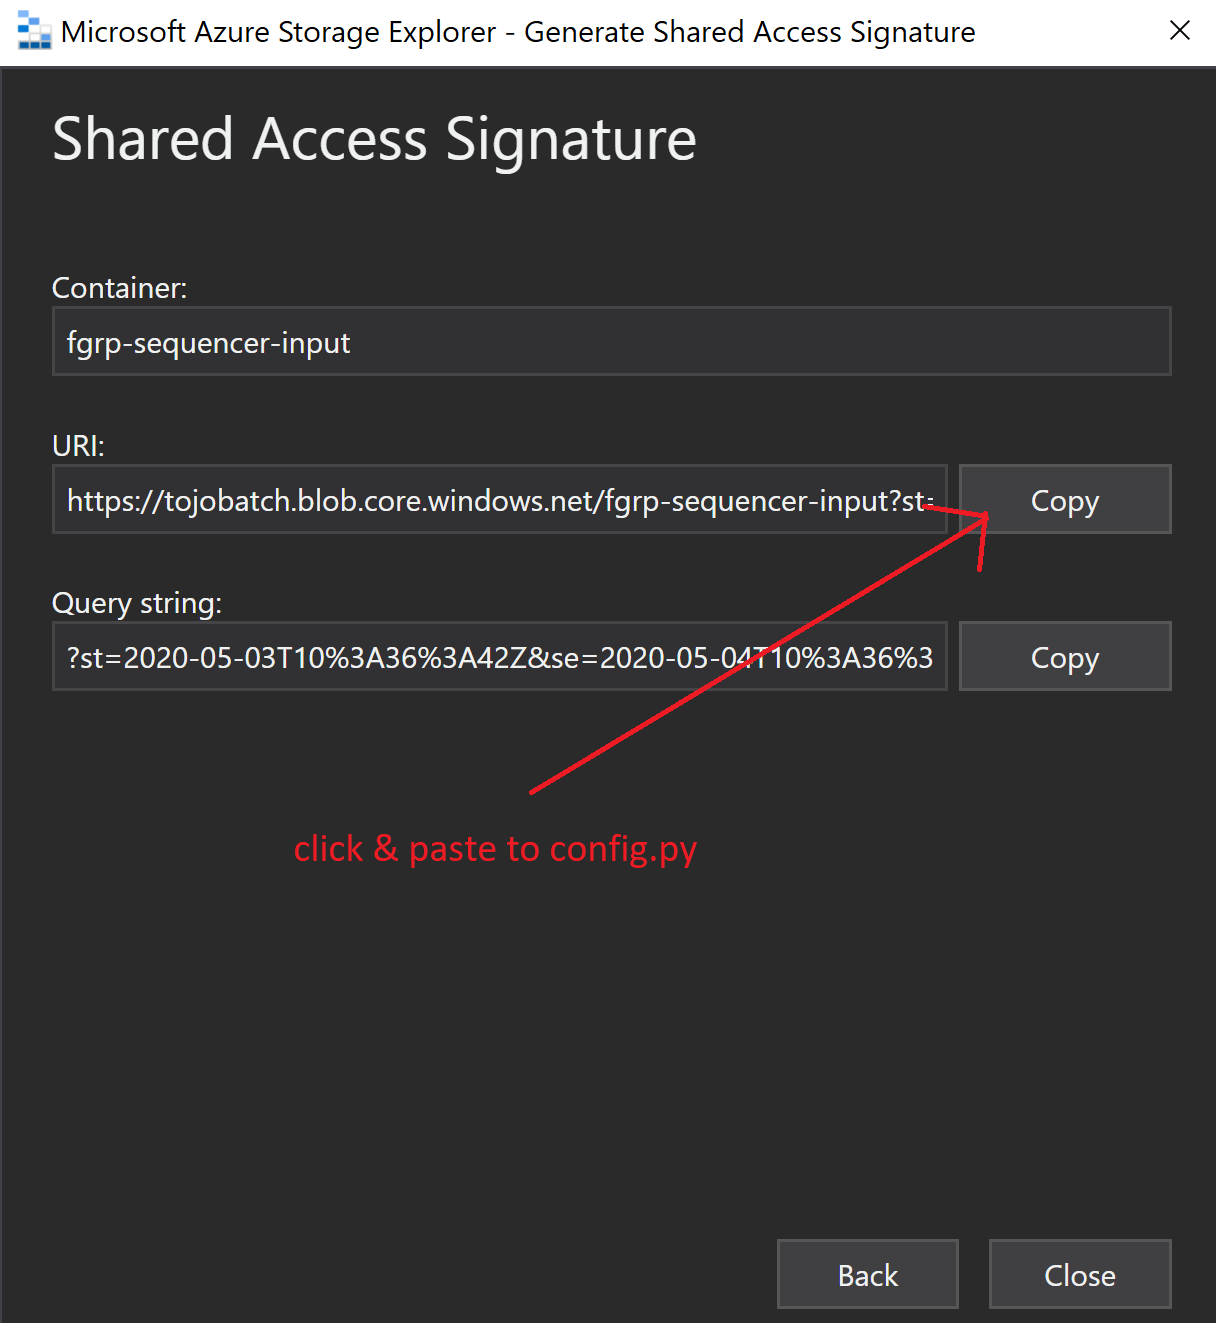 Microsoft Azure Storage Explorer - Generate Shared Access Signature
Shared Access Signature
Container:
fgrp-sequencer-input
URI:
https://tojobatch.blob.core.windows.net/fgrp-sequencer-input?st=
Copy
Query string:
?st=2020-05-03T10%3A36%3A42Z&se=2020-05-04T10%3A36%3
Copy
click & paste to config.py
Back
Close